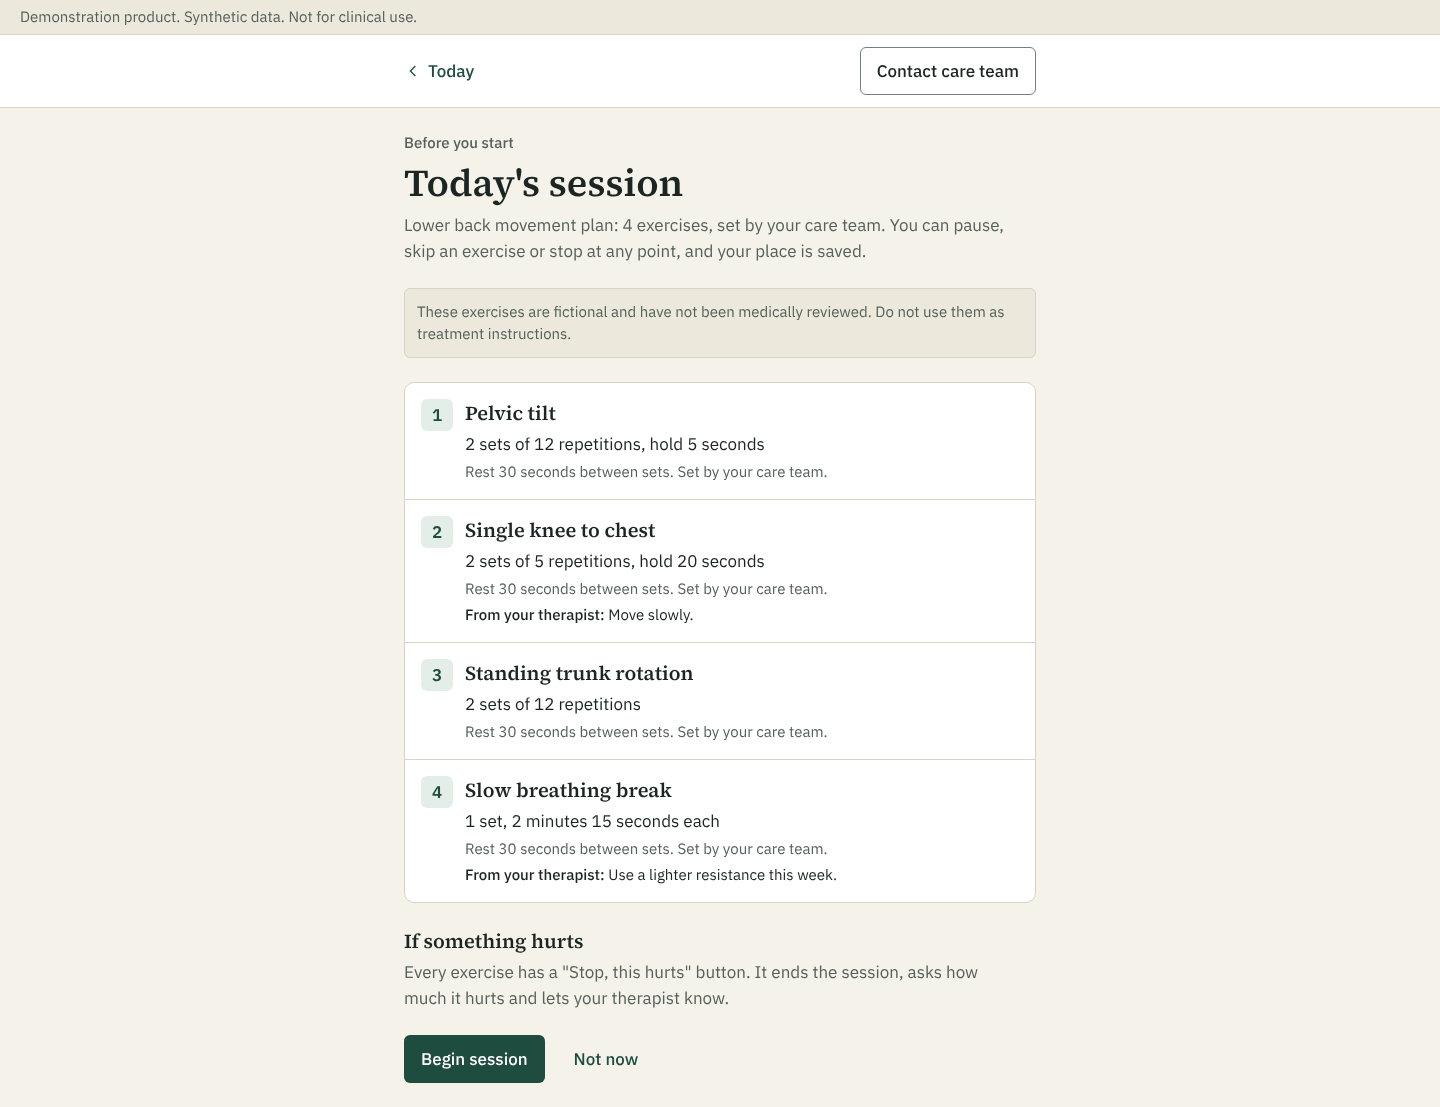 Demonstration product. Synthetic data. Not for clinical use.
Today
Contact care team
Before you start
Today's session
Lower back movement plan: 4 exercises, set by your care team. You can pause,
skip an exercise or stop at any point, and your place is saved.
These exercises are fictional and have not been medically reviewed. Do not use them as
treatment instructions.
1
Pelvic tilt
2 sets of 12 repetitions, hold 5 seconds
Rest 30 seconds between sets. Set by your care team.
2
Single knee to chest
2 sets of 5 repetitions, hold 20 seconds
Rest 30 seconds between sets. Set by your care team.
From your therapist: Move slowly.
3
Standing trunk rotation
2 sets of 12 repetitions
Rest 30 seconds between sets. Set by your care team.
4
Slow breathing break
1 set, 2 minutes 15 seconds each
Rest 30 seconds between sets. Set by your care team.
From your therapist: Use a lighter resistance this week.
If something hurts
Every exercise has a "Stop, this hurts" button. It ends the session, asks how
much it hurts and lets your therapist know.
Begin session
Not now